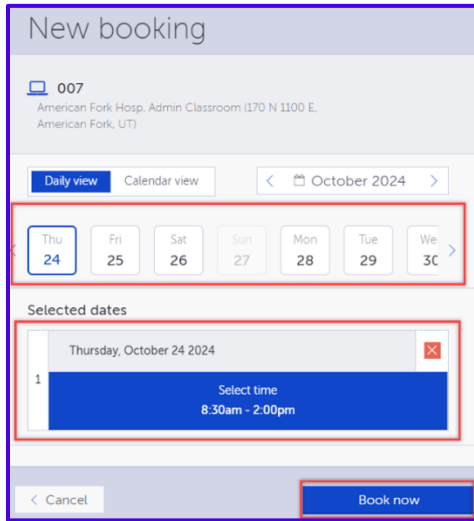 New booking
007
American Fork Hosp. Admin Classroom (170 N 1100 E,
American Fork, UT)
Daily view Calendar view < October 2024 >
< Thu Fri Sat Sun Mon Tue We >
24 25 26 27 28 29 30
Selected dates
Thursday, October 24 2024
1
Select time
8:30am - 2:00pm
< Cancel Book now